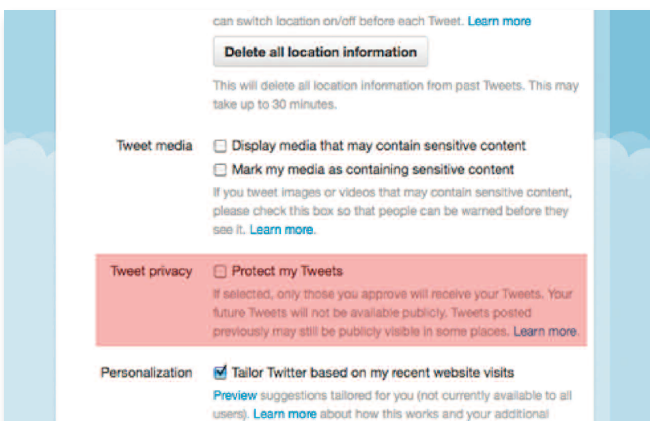 can switch location on/off before each Tweet. Learn more
Delete all location information
This will delete all location information from past Tweets. This may
take up to 30 minutes.
Tweet media
Display media that may contain sensitive content
Mark my media as containing sensitive content
If you tweet images or videos that may contain sensitive content,
please check this box so that people can be warned before they
see it. Learn more.
Tweet privacy
Protect my Tweets
If selected, only those you approve will receive your Tweets. Your
future Tweets will not be available publicly. Tweets posted
previously may still be publicly visible in some places. Learn more.
Personalization
Tailor Twitter based on my recent website visits
Preview suggestions tailored for you (not currently available to all
users). Learn more about how this works and your additional